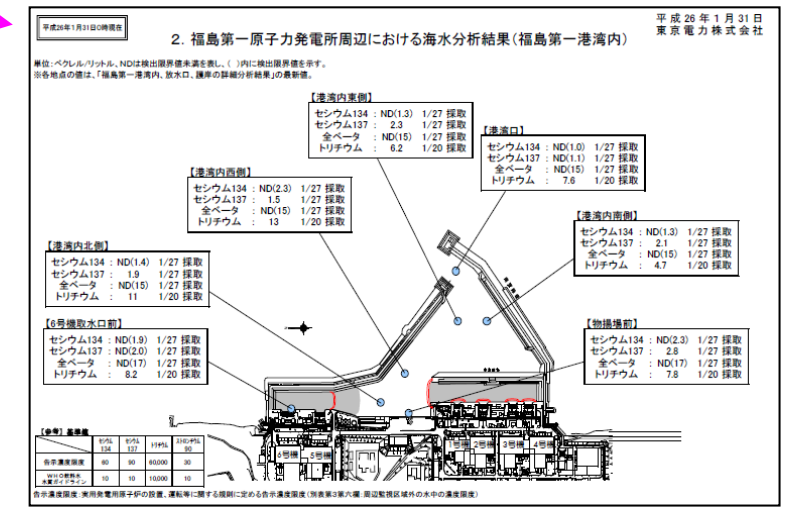 平成26年1月31日0時現在
平成26年1月31日
東京電力株式会社
2. 福島第一原子力発電所周辺における海水分析結果(福島第一港湾内)
単位:ベクレル/リットル、NDは検出限界値未満を表し、( )内に検出限界値を示す。
※各地点の値は、「福島第一港湾内、放水口、護岸の詳細分析結果」の最新値。
【港湾内東側】
セシウム134 : ND(1.3) 1/27 採取
セシウム137 : 2.3 1/27 採取
全ベータ : ND(15) 1/27 採取
トリチウム : 6.2 1/20 採取
【港湾口】
セシウム134 : ND(1.0) 1/27 採取
セシウム137 : ND(1.1) 1/27 採取
全ベータ : ND(15) 1/27 採取
トリチウム : 7.6 1/20 採取
【港湾内西側】
セシウム134 : ND(2.3) 1/27 採取
セシウム137 : 1.5 1/27 採取
全ベータ : ND(15) 1/27 採取
トリチウム : 13 1/20 採取
【港湾内南側】
セシウム134 : ND(1.3) 1/27 採取
セシウム137 : 2.1 1/27 採取
全ベータ : ND(15) 1/27 採取
トリチウム : 4.7 1/20 採取
【港湾内北側】
セシウム134 : ND(1.4) 1/27 採取
セシウム137 : 1.9 1/27 採取
全ベータ : ND(15) 1/27 採取
トリチウム : 11 1/20 採取
【6号機取水口前】
セシウム134 : ND(1.9) 1/27 採取
セシウム137 : ND(2.0) 1/27 採取
全ベータ : ND(17) 1/27 採取
トリチウム : 8.2 1/20 採取
【物揚場前】
セシウム134 : ND(2.3) 1/27 採取
セシウム137 : 2.8 1/27 採取
全ベータ : ND(17) 1/27 採取
トリチウム : 7.8 1/20 採取
6号機 5号機 1号機 2号機 3号機 4号機
【参考】基準値
セシウム134 セシウム137 トリチウム ストロンチウム90
告示濃度限度 60 90 60,000 30
WHO飲料水水質ガイドライン 10 10 10,000 10
告示濃度限度:実用発電用原子炉の設置、運転等に関する規則に定める告示濃度限度(別表第3第六欄:周辺監視区域外の水中の濃度限度)